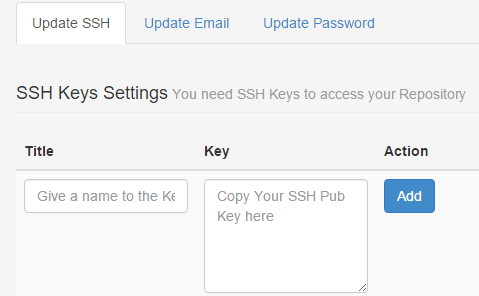 Update SSH Update Email Update Password
SSH Keys Settings You need SSH Keys to access your Repository
Title Key Action
Give a name to the Ke Copy Your SSH Pub Add
Key here